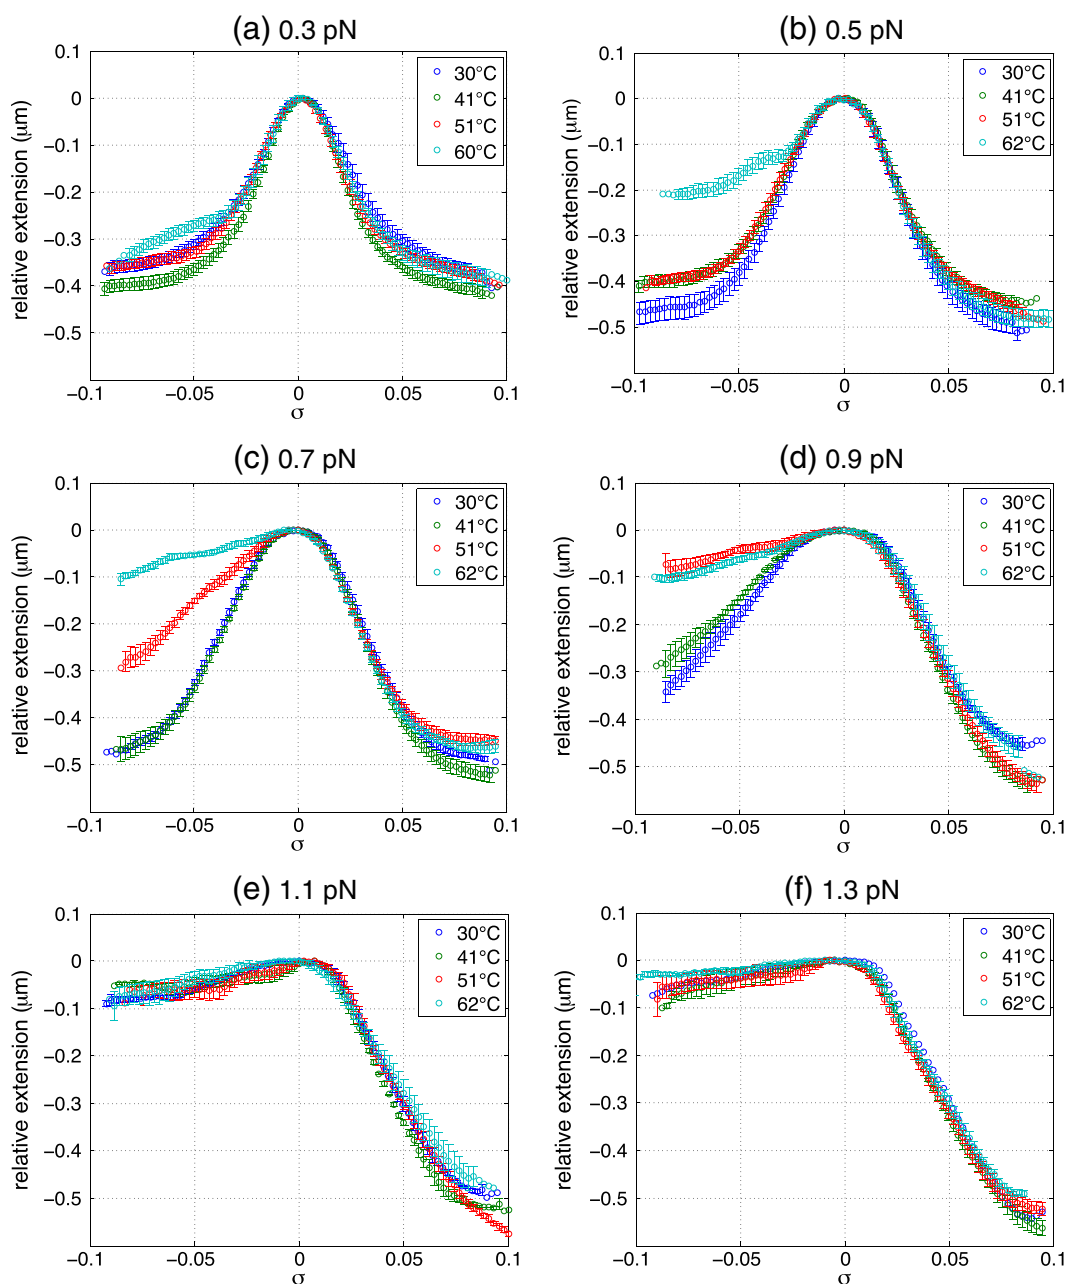 (a) 0.3 pN
0.1
0
−0.1
−0.2
−0.3
−0.4
−0.5
relative extension (μm)
−0.1
−0.05
0
0.05
0.1
σ
30°C
41°C
51°C
60°C
(b) 0.5 pN
0.1
0
−0.1
−0.2
−0.3
−0.4
−0.5
relative extension (μm)
−0.1
−0.05
0
0.05
0.1
σ
30°C
41°C
51°C
62°C
(c) 0.7 pN
0.1
0
−0.1
−0.2
−0.3
−0.4
−0.5
relative extension (μm)
−0.1
−0.05
0
0.05
0.1
σ
30°C
41°C
51°C
62°C
(d) 0.9 pN
0.1
0
−0.1
−0.2
−0.3
−0.4
−0.5
relative extension (μm)
−0.1
−0.05
0
0.05
0.1
σ
30°C
41°C
51°C
62°C
(e) 1.1 pN
0.1
0
−0.1
−0.2
−0.3
−0.4
−0.5
relative extension (μm)
−0.1
−0.05
0
0.05
0.1
σ
30°C
41°C
51°C
62°C
(f) 1.3 pN
0.1
0
−0.1
−0.2
−0.3
−0.4
−0.5
relative extension (μm)
−0.1
−0.05
0
0.05
0.1
σ
30°C
41°C
51°C
62°C